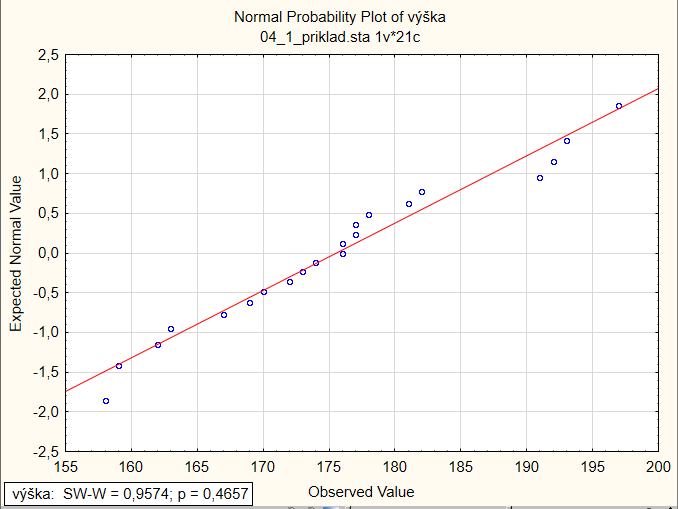 Normal Probability Plot of výška
04_1_priklad.sta 1v*21c
2,5
2,0
1,5
1,0
0,5
0,0
-0,5
-1,0
-1,5
-2,0
-2,5
Expected Normal Value
155 160 165 170 175 180 185 190 195 200
Observed Value
výška: SW-W = 0,9574; p = 0,4657